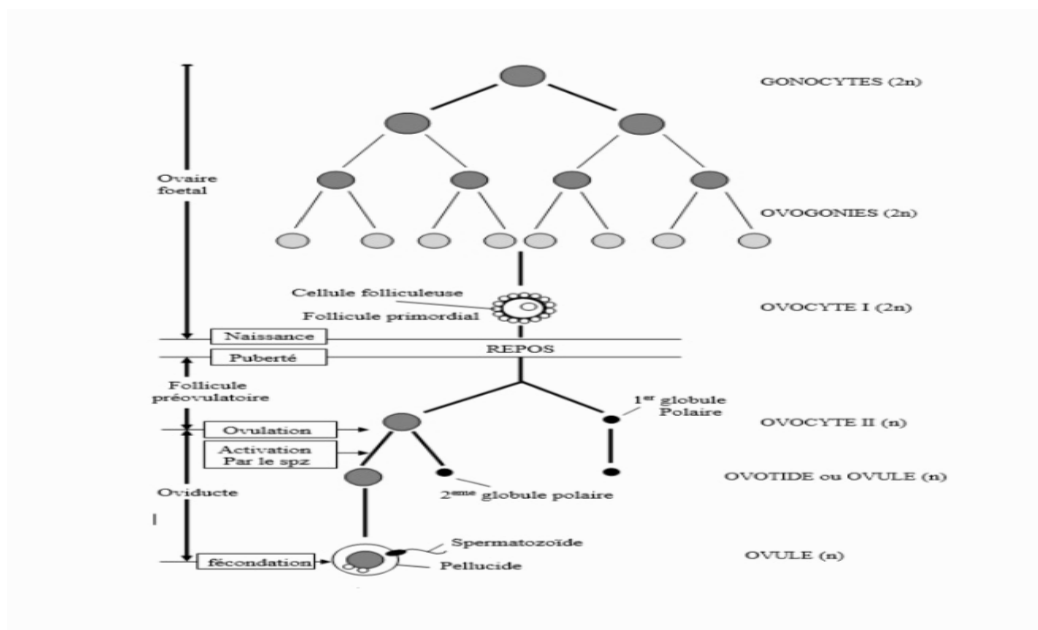 GONOCYTES (2n)
Ovaire
foetal
OVOGONIES (2n)
Cellule folliculeuse
Follicule primordial
OVOCYTE I (2n)
Naissance
REPOS
Puberté
Follicule
préovulatoire
1er globule
Polaire
OVOCYTE II (n)
Ovulation
Activation
Par le spz
OVOTIDE ou OVULE (n)
Oviducte
2eme globule polaire
Spermatozoïde
OVULE (n)
fécondation
Pellucide